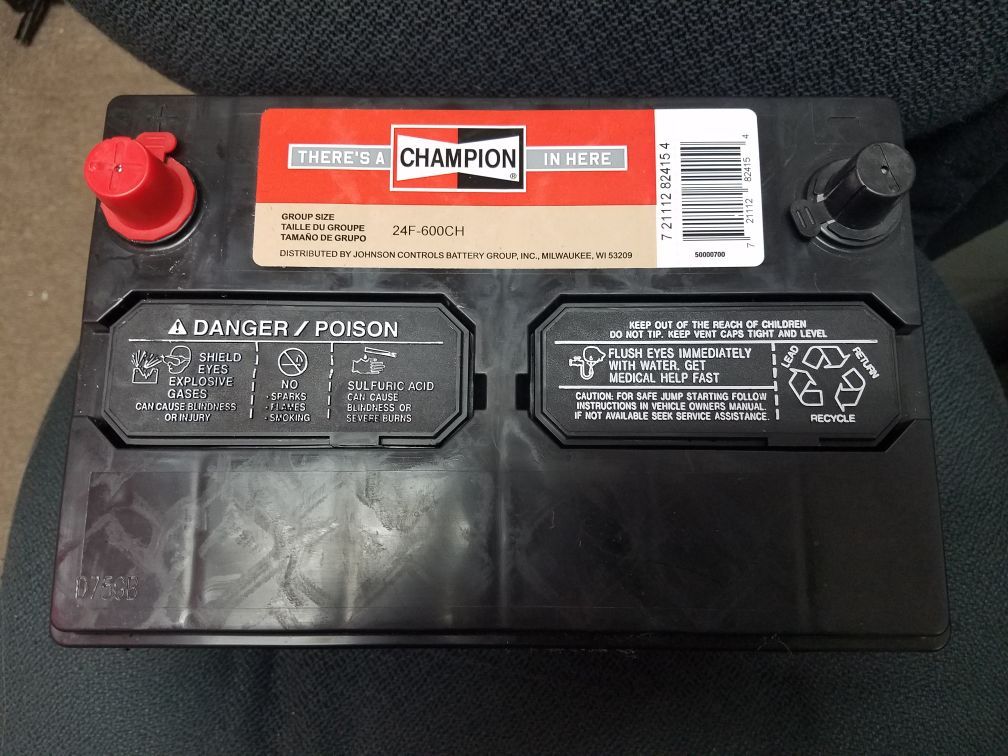 THERE'S A CHAMPION ® IN HERE
GROUP SIZE
TAILLE DU GROUPE
TAMAÑO DE GRUPO
24F-600CH
DISTRIBUTED BY JOHNSON CONTROLS BATTERY GROUP, INC., MILWAUKEE, WI 53209
7 21112 82415 4
7 21112 82415 4
50000700
DANGER / POISON
SHIELD
EYES
EXPLOSIVE
GASES
CAN CAUSE BLINDNESS
OR INJURY
NO
· SPARKS
· FLAMES
· SMOKING
SULFURIC ACID
CAN CAUSE
BLINDNESS OR
SEVERE BURNS
KEEP OUT OF THE REACH OF CHILDREN
DO NOT TIP. KEEP VENT CAPS TIGHT AND LEVEL
FLUSH EYES IMMEDIATELY
WITH WATER. GET
MEDICAL HELP FAST
CAUTION: FOR SAFE JUMP STARTING FOLLOW
INSTRUCTIONS IN VEHICLE OWNERS MANUAL.
IF NOT AVAILABLE SEEK SERVICE ASSISTANCE.
LEAD
RETURN
RECYCLE